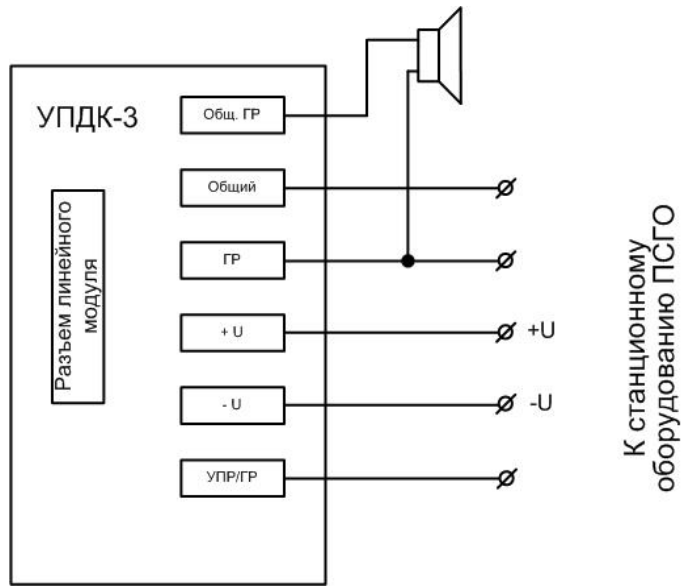 УПДК-3
Общ. ГР
Общий
ГР
+ U
- U
УПР/ГР
Разъем линейного
модуля
+U
-U
К станционному
оборудованию ПСГО